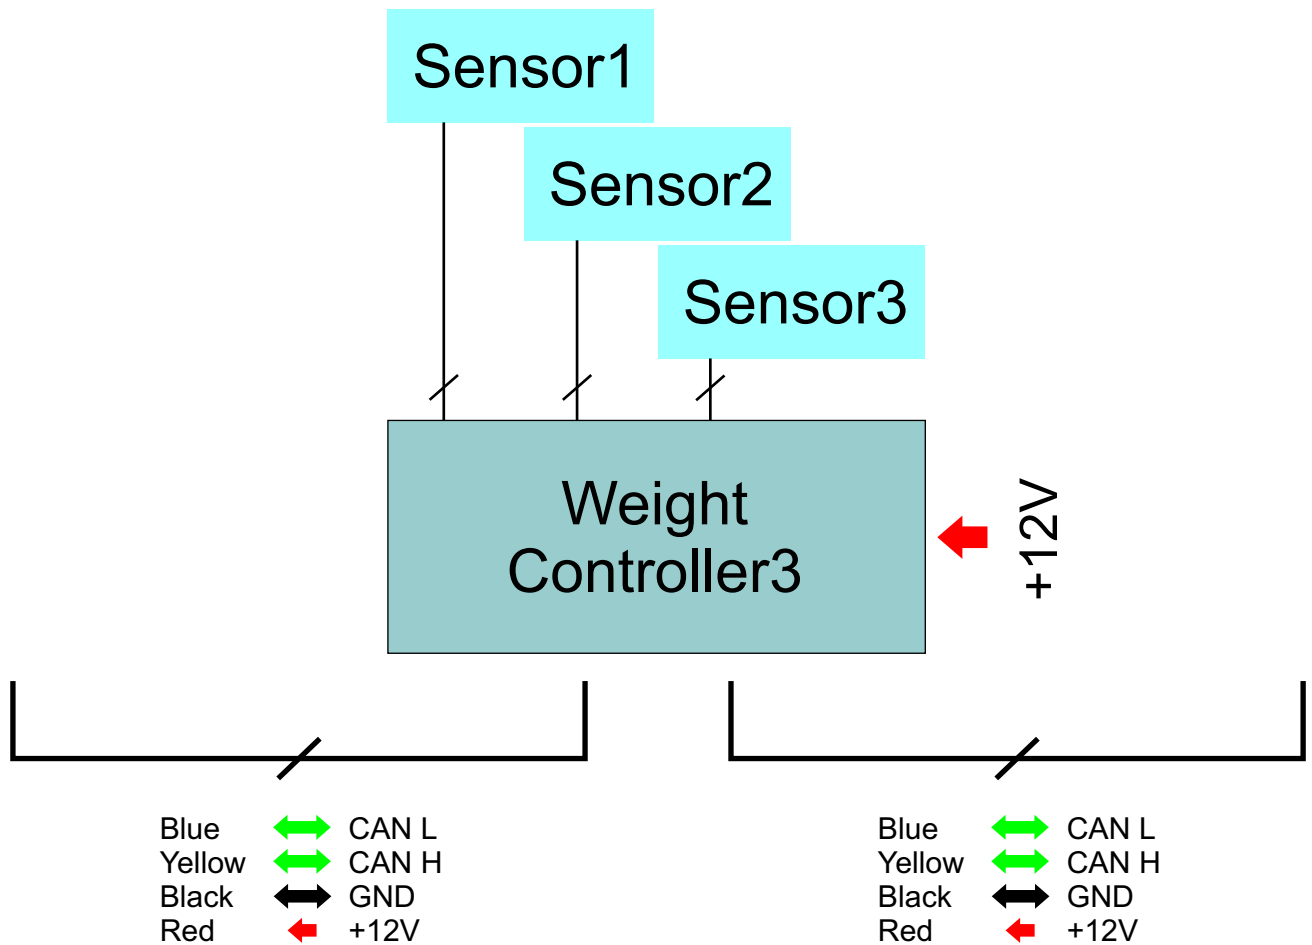 Sensor1
Sensor2
Sensor3
Weight
Controller3
+12V
Blue CAN L
Yellow CAN H
Black GND
Red +12V
Blue CAN L
Yellow CAN H
Black GND
Red +12V